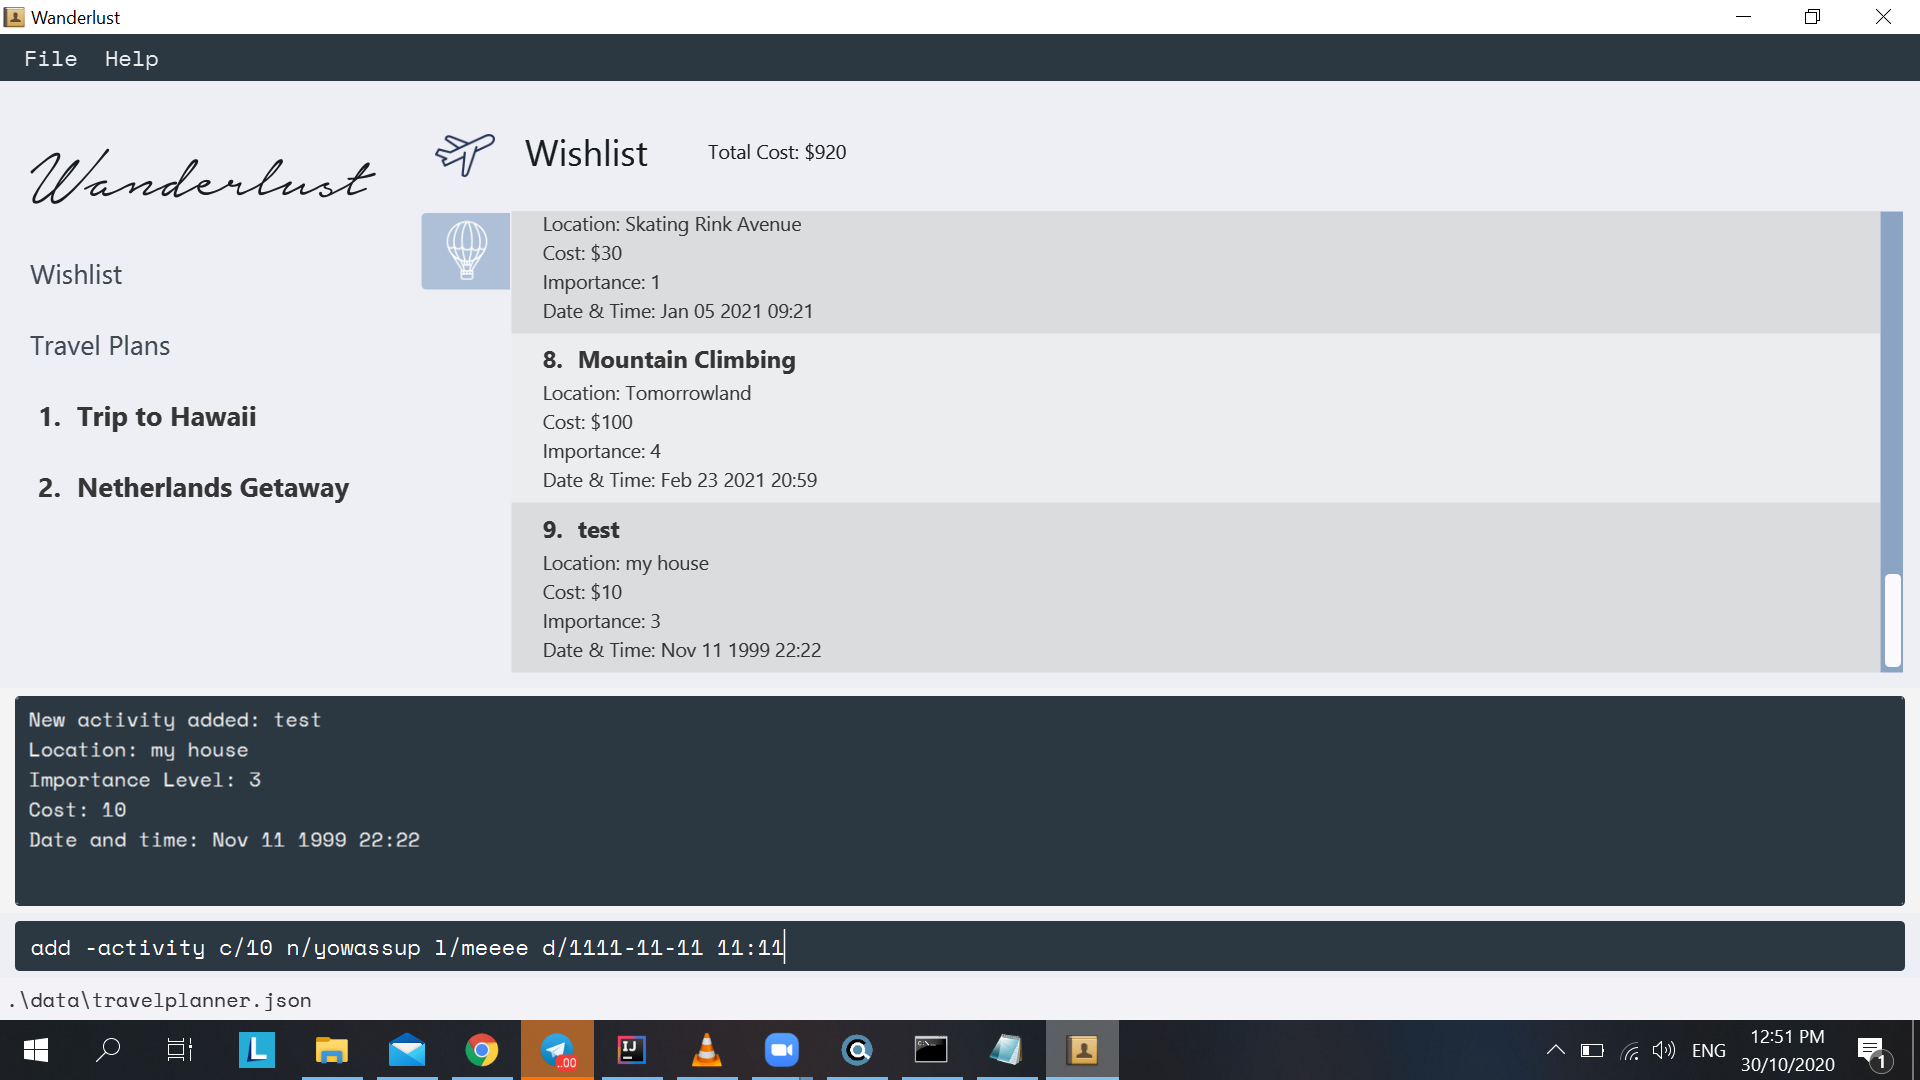 Wanderlust
File Help
Wanderlust
Wishlist
Travel Plans
1. Trip to Hawaii
2. Netherlands Getaway
Wishlist Total Cost: $920
Location: Skating Rink Avenue
Cost: $30
Importance: 1
Date & Time: Jan 05 2021 09:21
8. Mountain Climbing
Location: Tomorrowland
Cost: $100
Importance: 4
Date & Time: Feb 23 2021 20:59
9. test
Location: my house
Cost: $10
Importance: 3
Date & Time: Nov 11 1999 22:22
New activity added: test
Location: my house
Importance Level: 3
Cost: 10
Date and time: Nov 11 1999 22:22
add -activity c/10 n/yowassup l/meeee d/1111-11-11 11:11
.\data\travelplanner.json
L
..00
IJ
C:\
ENG
12:51 PM
30/10/2020
1